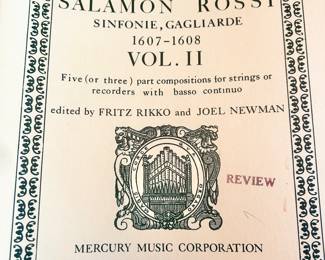 SALAMON ROSSI
SINFONIE, GAGLIARDE
1607-1608
VOL. II
Five (or three) part compositions for strings or
recorders with basso continuo
edited by FRITZ RIKKO and JOEL NEWMAN
REVIEW
MERCURY MUSIC CORPORATION